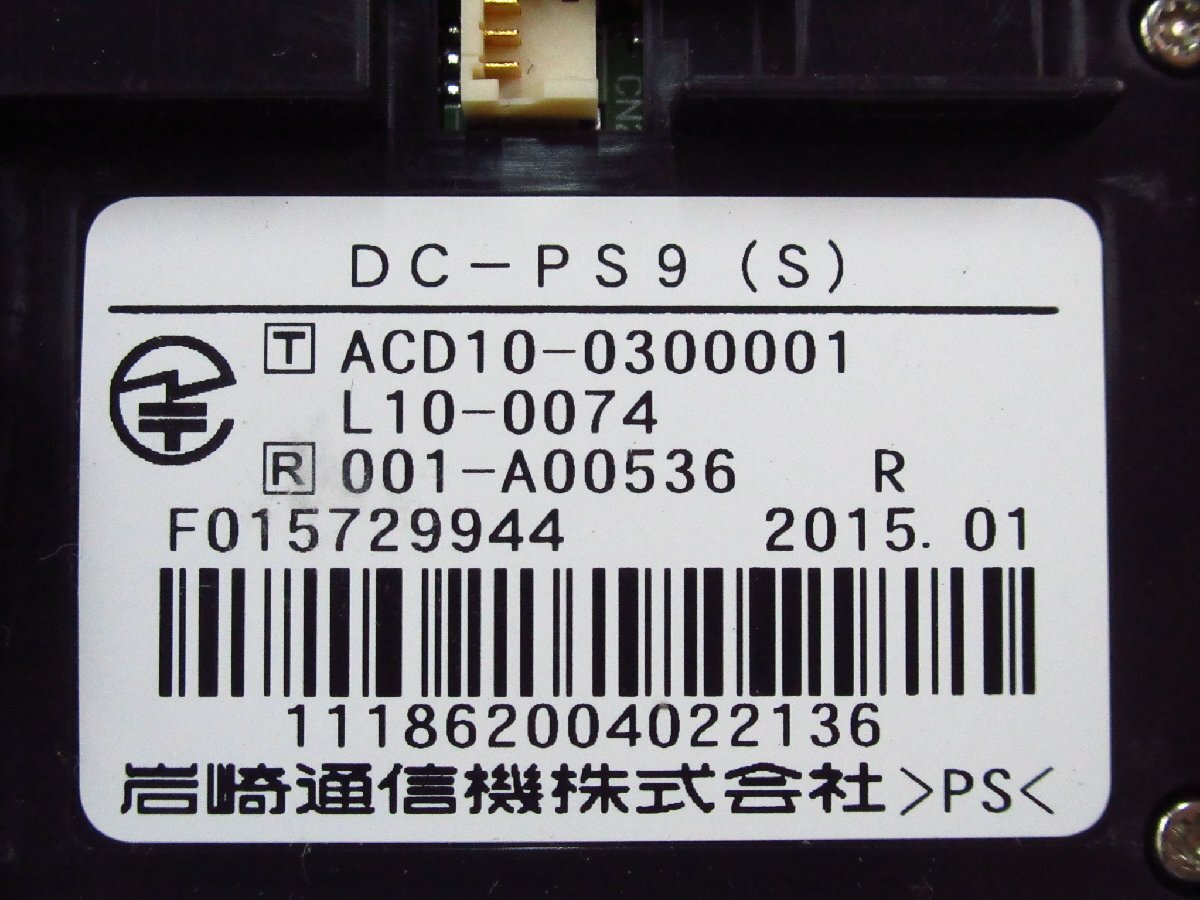 CN
DC-PS9(S)
T ACD10-0300001
L10-0074
R 001-A00536 R
F015729944 2015.01
111862004022136
岩崎通信機株式会社 >PS<